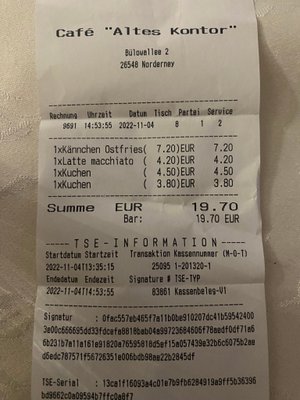 Café "Altes Kontor"
Bülowallee 2
26548 Norderney
Rechnung Uhrzeit Datum Tisch Partei Service
9691 14:53:55 2022-11-04 8 1 2
1xKännchen Ostfries( 7.20)EUR 7.20
1xLatte macchiato ( 4.20)EUR 4.20
1xKuchen ( 4.50)EUR 4.50
1xKuchen ( 3.80)EUR 3.80
Summe EUR 19.70
Bar: 19.70 EUR
TSE-INFORMATION
Startdatum Startzeit Transaktion Kassennummer (M-O-T)
2022-11-04T13:35:15 25095 1-201320-1
Endedatum Endezeit Signature # TSE-TYP
2022-11-04T14:53:55 83861 Kassenbeleg-V1
Signatur :
TSE-Serial :